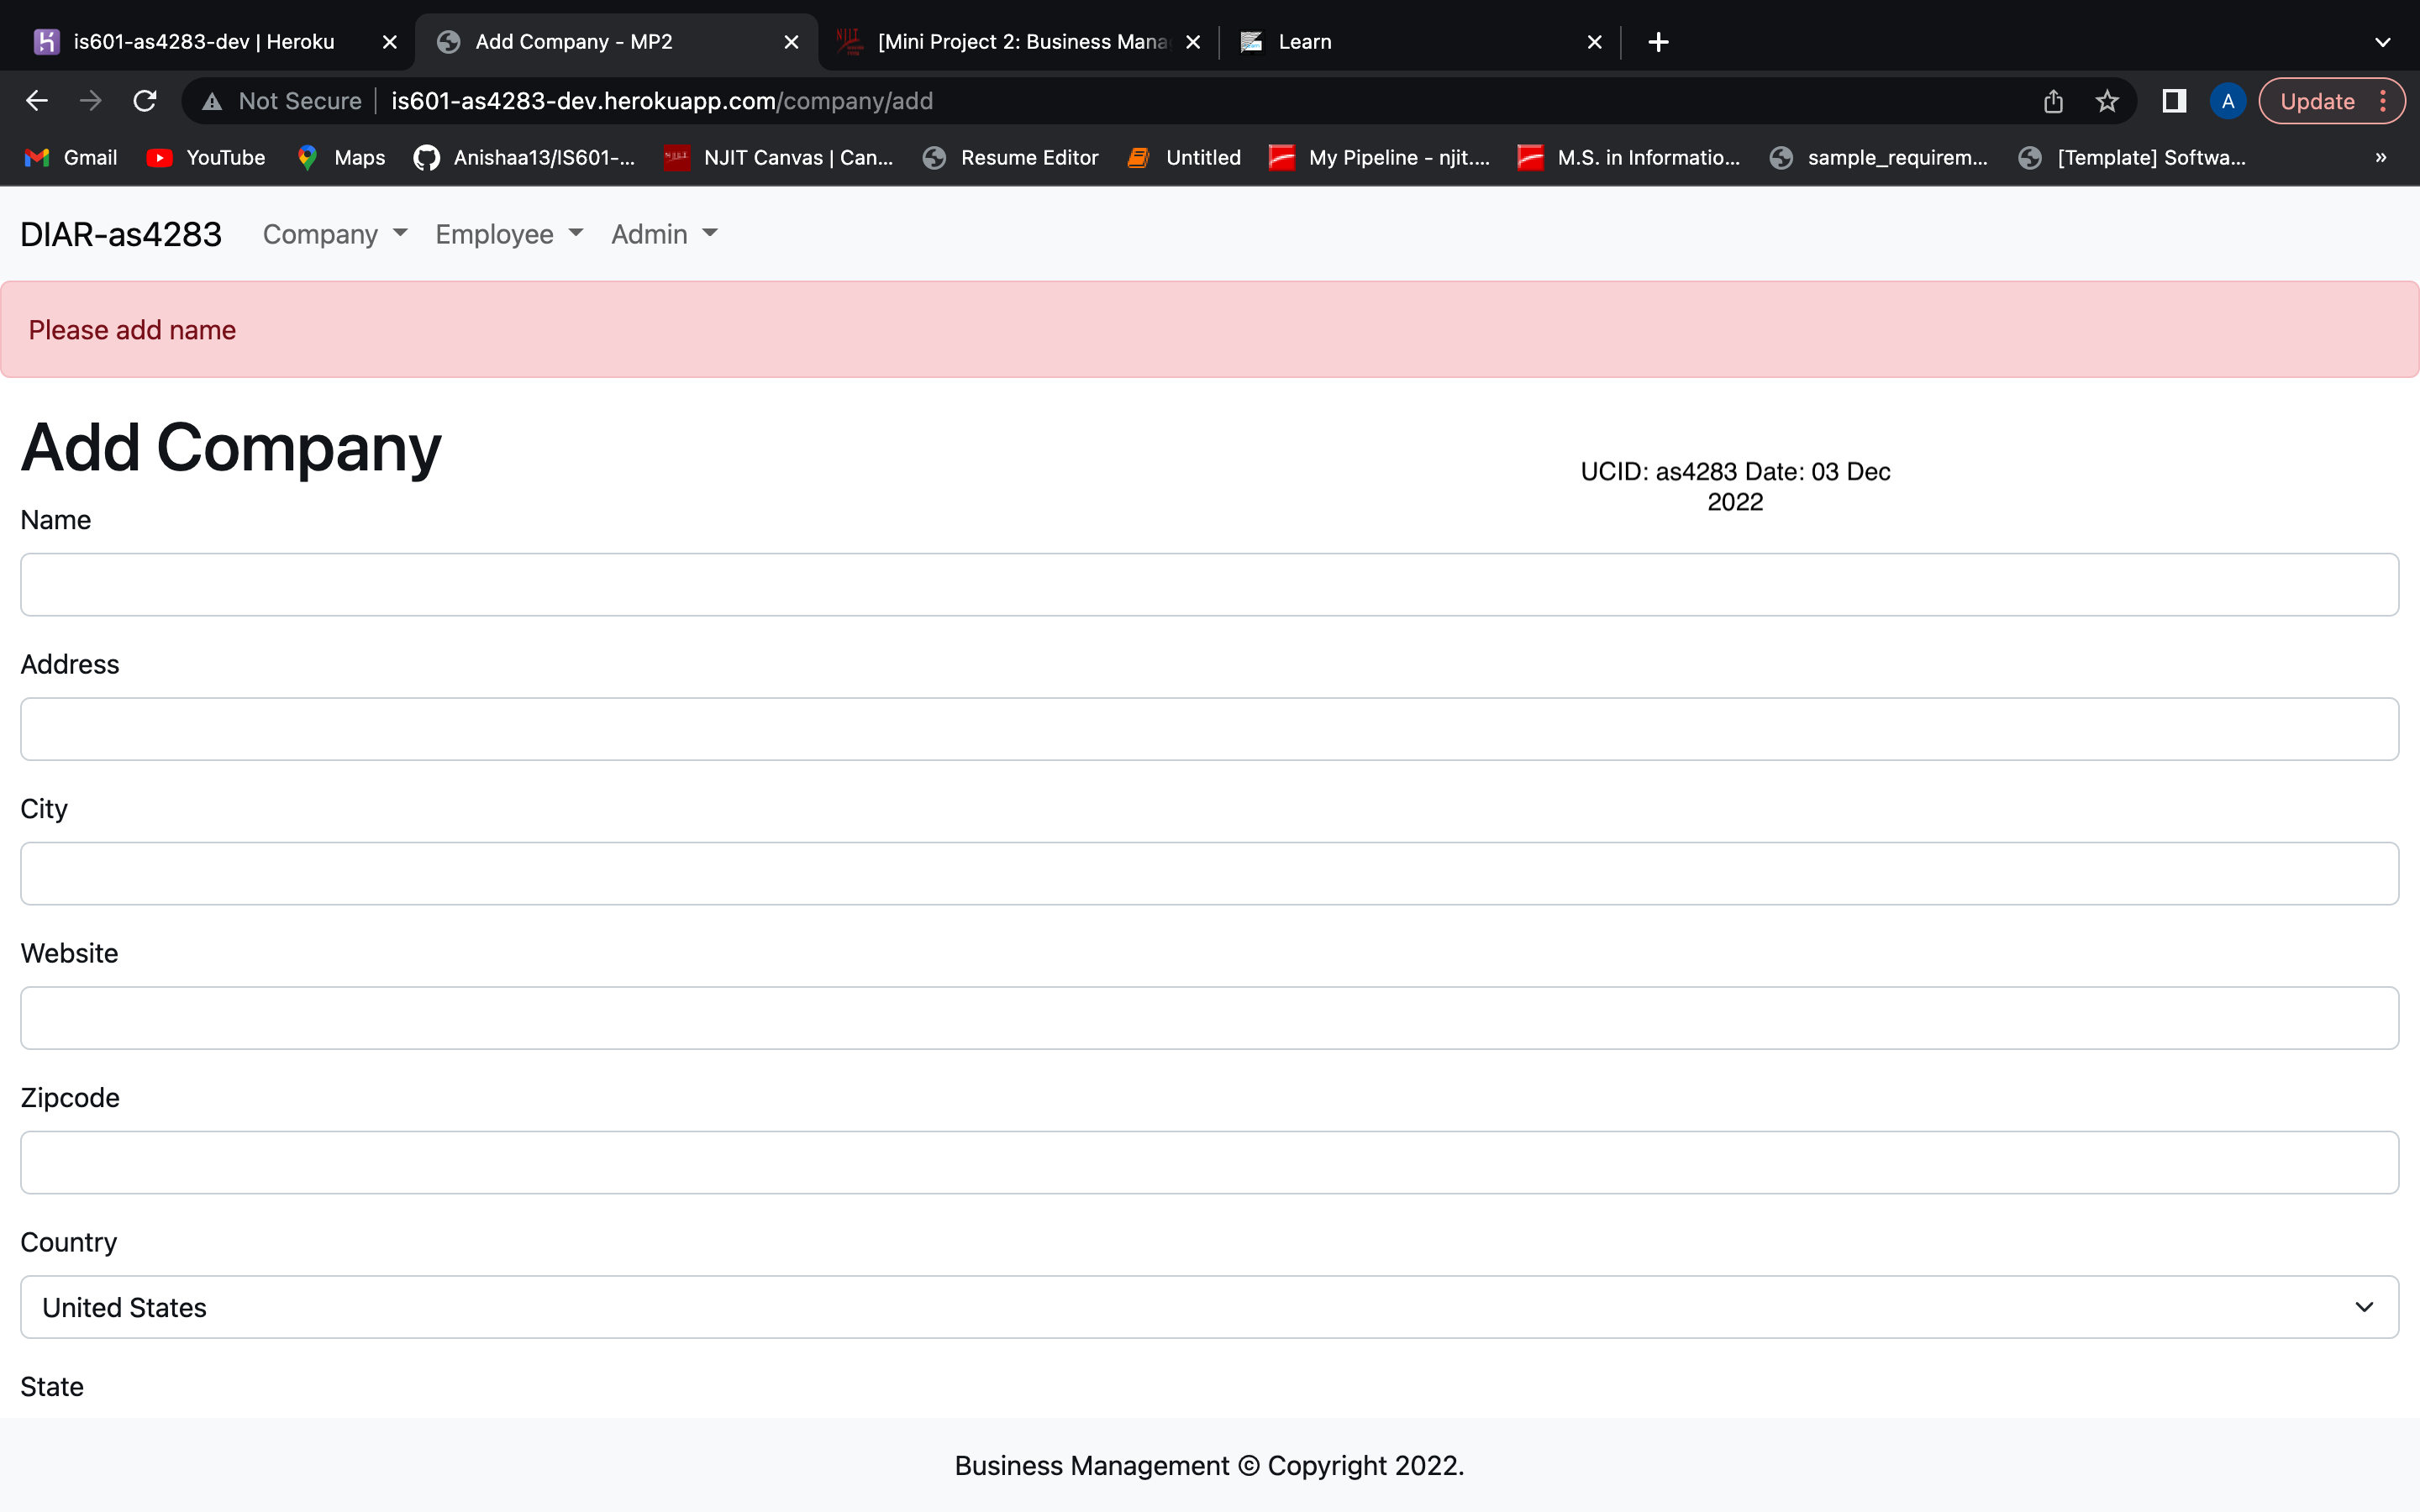 is601-as4283-dev | Heroku
Add Company - MP2
[Mini Project 2: Business Mana
Learn
Not Secure
is601-as4283-dev.herokuapp.com/company/add
A
Update
Gmail
YouTube
Maps
Anishaa13/IS601-...
NJIT Canvas | Can...
Resume Editor
Untitled
My Pipeline - njit....
M.S. in Informatio...
sample_requirem...
[Template] Softwa...
»
DIAR-as4283
Company
Employee
Admin
Please add name
Add Company
UCID: as4283 Date: 03 Dec
2022
Name
Address
City
Website
Zipcode
Country
United States
State
Business Management © Copyright 2022.